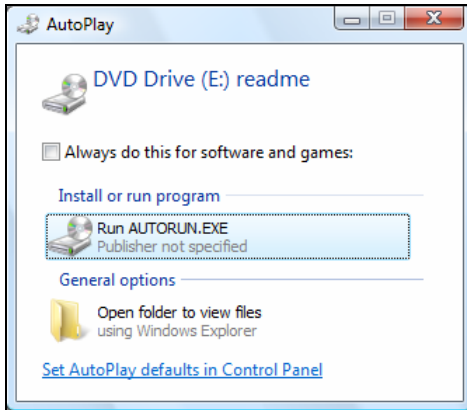 AutoPlay
DVD Drive (E:) readme
Always do this for software and games:
Install or run program
Run AUTORUN.EXE
Publisher not specified
General options
Open folder to view files
using Windows Explorer
Set AutoPlay defaults in Control Panel